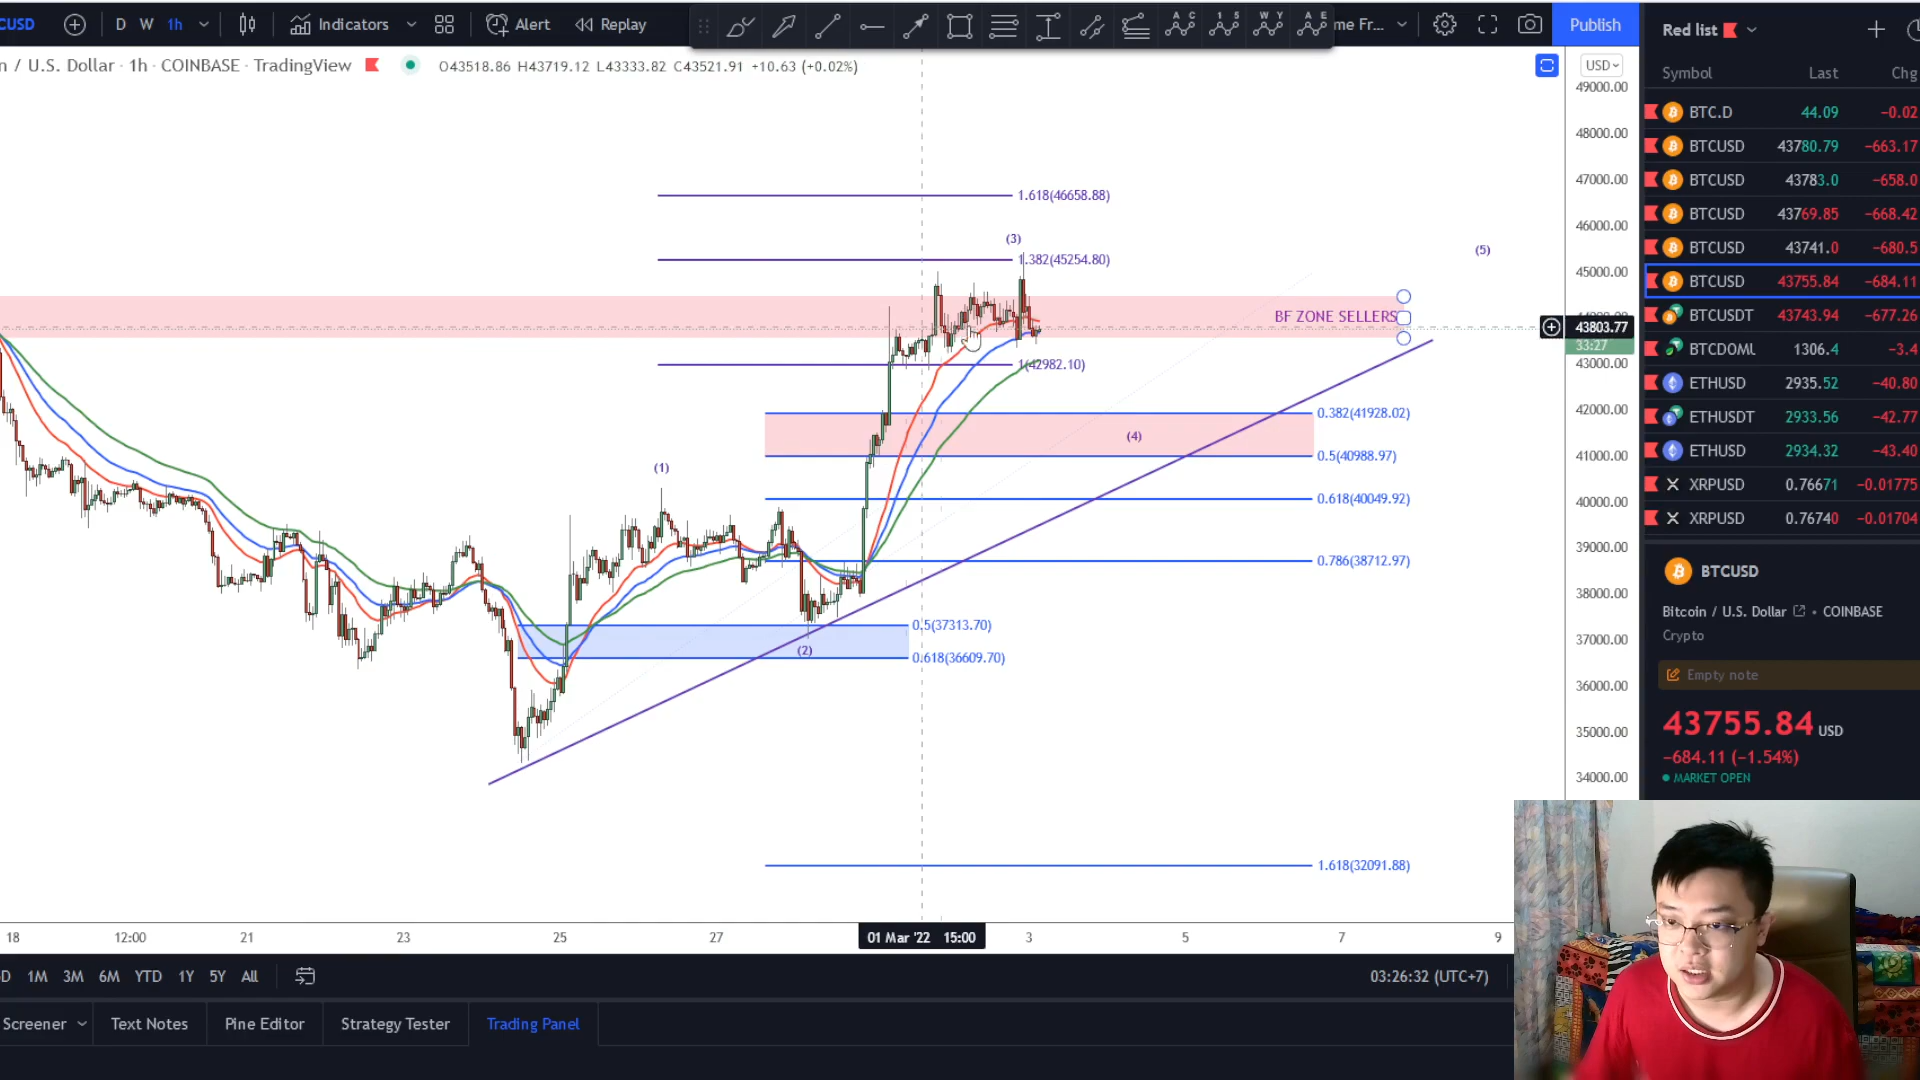 CUSD
D W 1h
Indicators
Alert
Replay
A C
1 5
W Y
A E
me Fr...
Publish
n / U.S. Dollar · 1h · COINBASE · TradingView
O43518.86 H43719.12 L43333.82 C43521.91 +10.63 (+0.02%)
USD
49000.00
48000.00
47000.00
46000.00
45000.00
43803.77
33:27
43000.00
42000.00
41000.00
40000.00
39000.00
38000.00
37000.00
36000.00
35000.00
34000.00
1.618(46658.88)
(3)
1.382(45254.80)
(5)
BF ZONE SELLERS
1(42982.10)
0.382(41928.02)
(4)
0.5(40988.97)
(1)
0.618(40049.92)
0.786(38712.97)
0.5(37313.70)
(2)
0.618(36609.70)
1.618(32091.88)
18 12:00 21 23 25 27 01 Mar '22 15:00 3 5 7 9
D 1M 3M 6M YTD 1Y 5Y All
03:26:32 (UTC+7)
Screener
Text Notes
Pine Editor
Strategy Tester
Trading Panel
Red list
Symbol Last Chg
BTC.D 44.09 −0.02
BTCUSD 43780.79 −663.17
BTCUSD 43783.0 −658.0
BTCUSD 43769.85 −668.42
BTCUSD 43741.0 −680.5
BTCUSD 43755.84 −684.11
BTCUSDT 43743.94 −677.26
BTCDOMU 1306.4 −3.4
ETHUSD 2935.52 −40.80
ETHUSDT 2933.56 −42.77
ETHUSD 2934.32 −43.40
XRPUSD 0.76671 −0.01775
XRPUSD 0.76740 −0.01704
BTCUSD
Bitcoin / U.S. Dollar • COINBASE
Crypto
Empty note
43755.84 USD
−684.11 (−1.54%)
MARKET OPEN